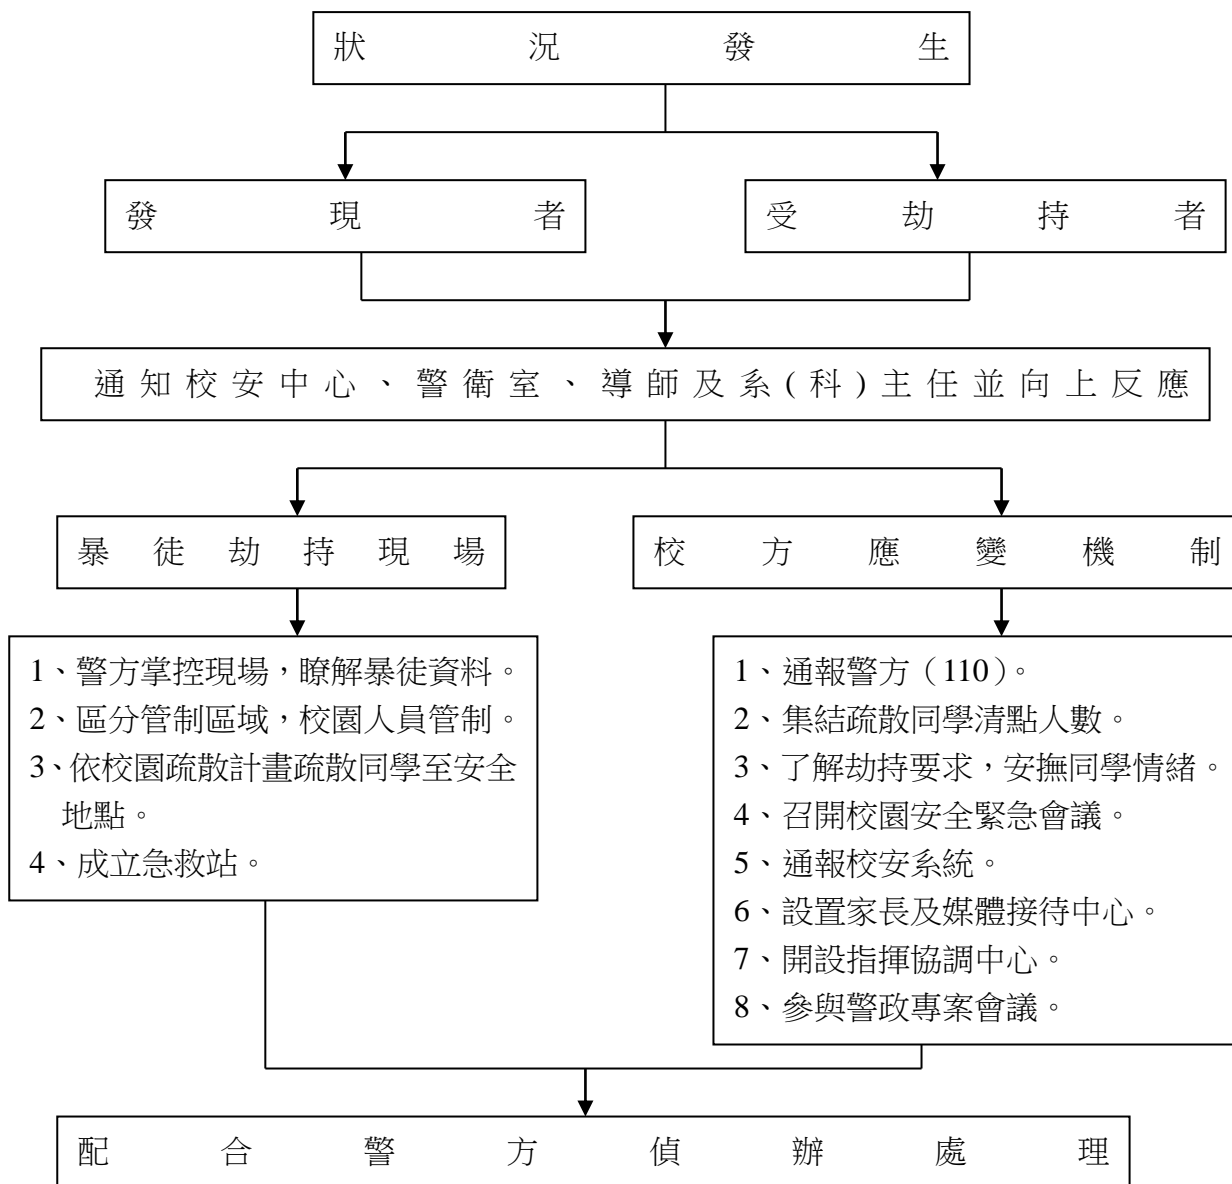 狀況發生
發現者
受劫持者
通知校安中心、警衛室、導師及系(科)主任並向上反應
暴徒劫持現場
校方應變機制
1、警方掌控現場，瞭解暴徒資料。
2、區分管制區域，校園人員管制。
3、依校園疏散計畫疏散同學至安全
地點。
4、成立急救站。
1、通報警方（110）。
2、集結疏散同學清點人數。
3、了解劫持要求，安撫同學情緒。
4、召開校園安全緊急會議。
5、通報校安系統。
6、設置家長及媒體接待中心。
7、開設指揮協調中心。
8、參與警政專案會議。
配合警方偵辦處理